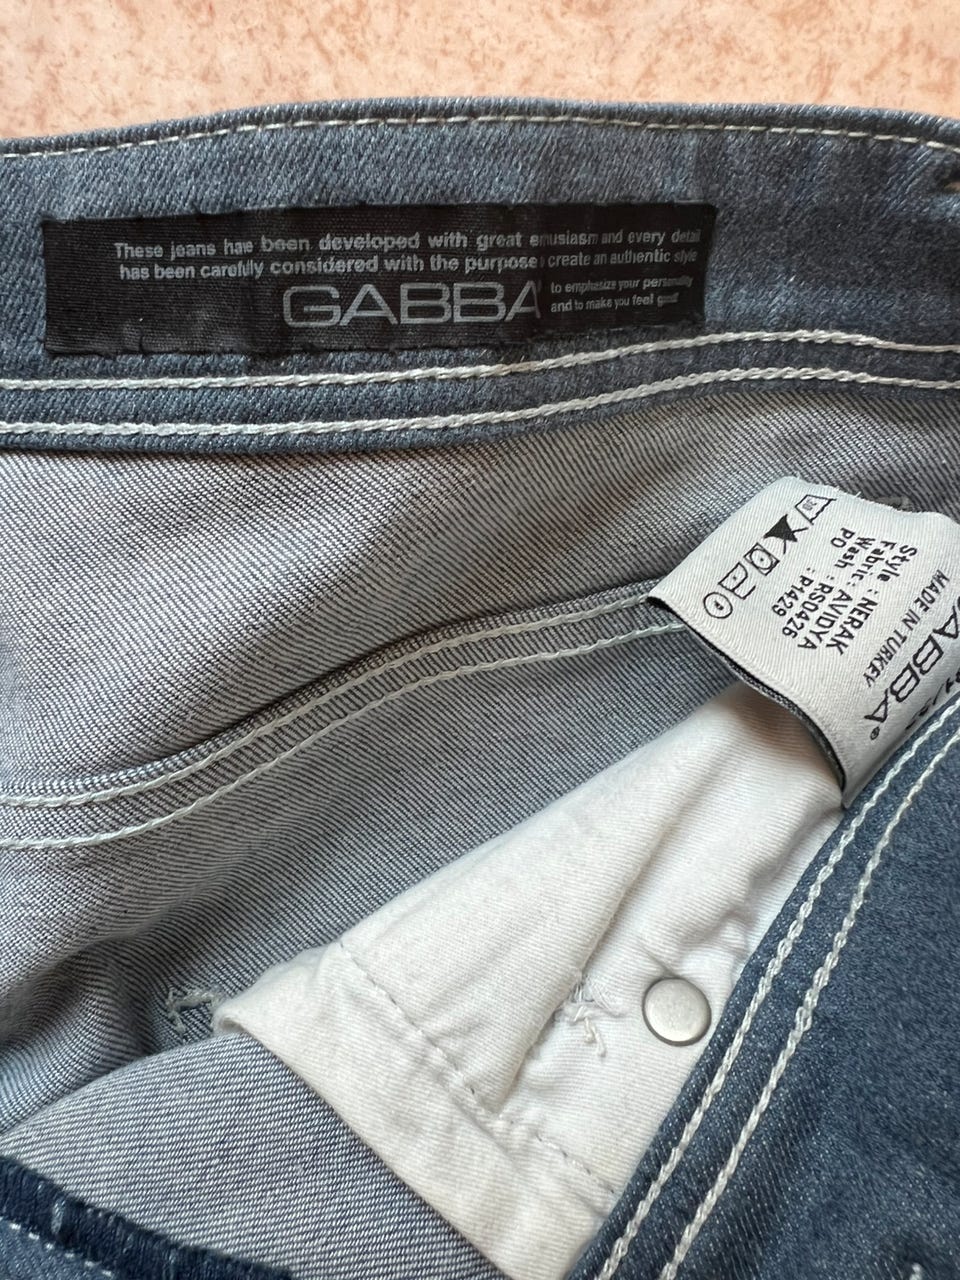 These jeans have been developed with great enthusiasm and every detail
has been carefully considered with the purpose create an authentic style
GABBA
to emphasize your personality
and to make you feel good
GABBA®
MADE IN TURKEY
Style : NERAK
Fabric : AVIDYA
Wash : RS0426
PO : P1429
30